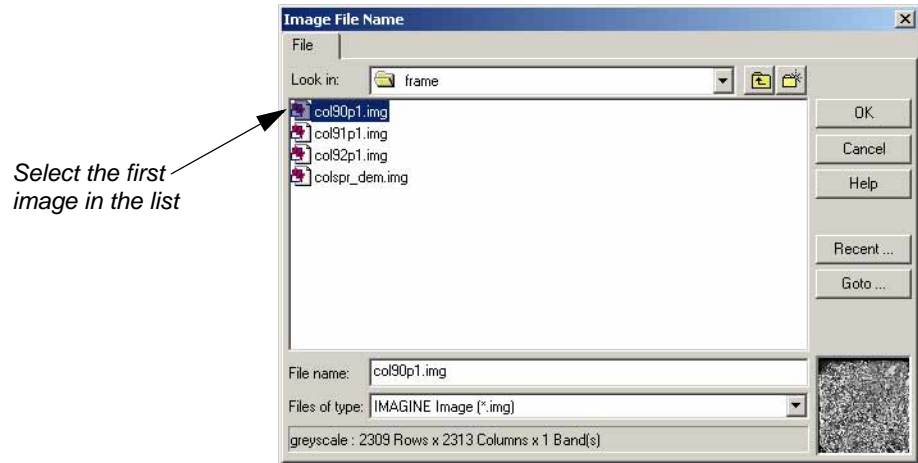 Image File Name
File
Look in: frame
col90p1.img
col91p1.img
col92p1.img
colspr_dem.img
OK
Cancel
Help
Recent ...
Goto ...
Select the first
image in the list
File name: col90p1.img
Files of type: IMAGINE Image (*.img)
greyscale : 2309 Rows x 2313 Columns x 1 Band(s)